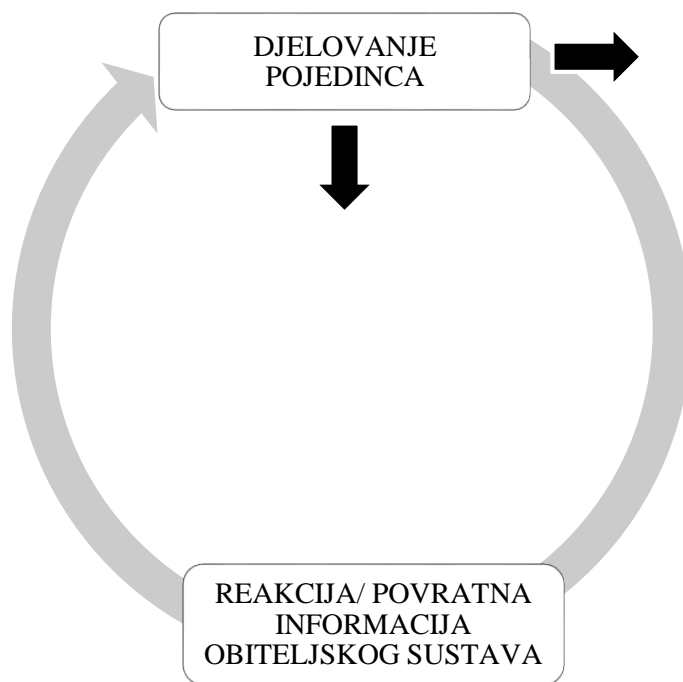 DJELOVANJE
POJEDINCA
REAKCIJA/ POVRATNA
INFORMACIJA
OBITELJSKOG SUSTAVA